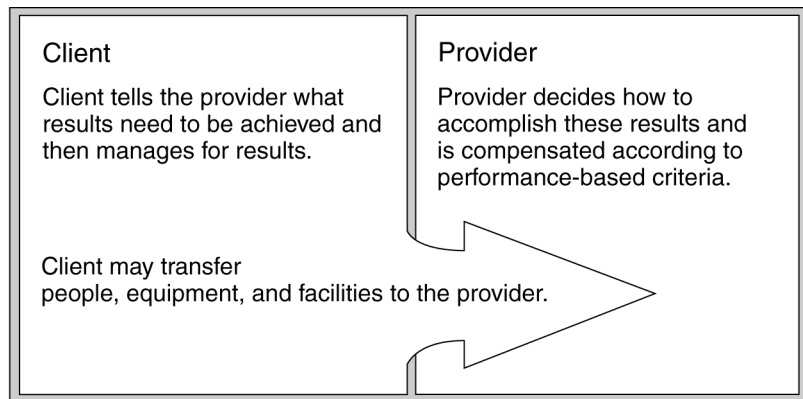 Client
Client tells the provider what
results need to be achieved and
then manages for results.
Client may transfer
people, equipment, and facilities to the provider.
Provider
Provider decides how to
accomplish these results and
is compensated according to
performance-based criteria.